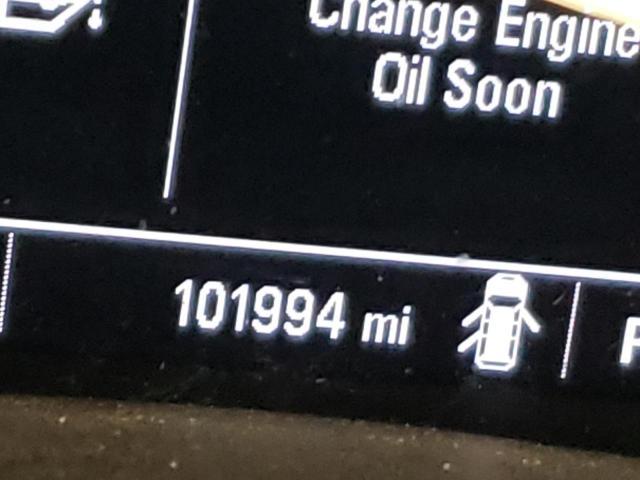 Change Engine
Oil Soon
101994 mi